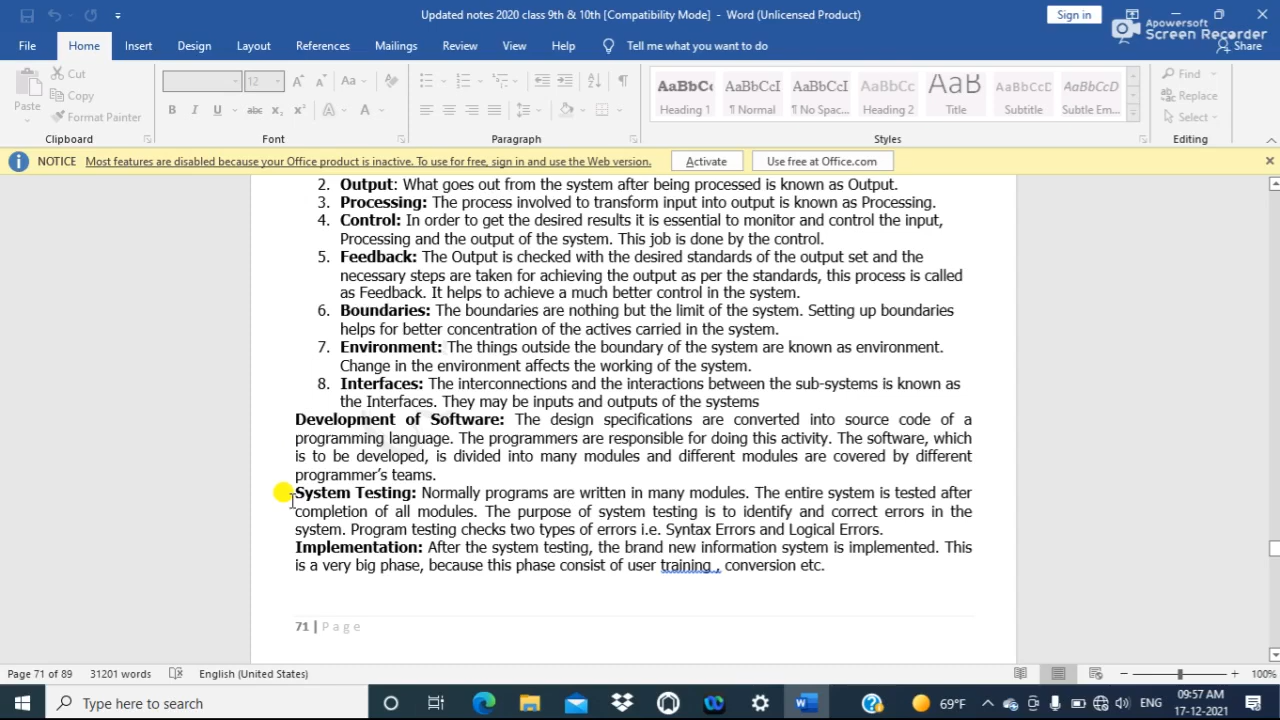 Updated notes 2020 class 9th & 10th [Compatibility Mode] - Word (Unlicensed Product)
Sign in
Apowersoft
Screen Recorder
File Home Insert Design Layout References Mailings Review View Help Tell me what you want to do Share
Paste
Cut
Copy
Format Painter
Clipboard
12
Font
Paragraph
AaBbCc AaBbCcI AaBbCcI AaBbCc AaB AaBbCcD AaBbCcD
Heading 1 ¶ Normal ¶ No Spac... Heading 2 Title Subtitle Subtle Em...
Styles
Find
Replace
Select
Editing
NOTICE Most features are disabled because your Office product is inactive. To use for free, sign in and use the Web version. Activate Use free at Office.com
2. Output: What goes out from the system after being processed is known as Output.
3. Processing: The process involved to transform input into output is known as Processing.
4. Control: In order to get the desired results it is essential to monitor and control the input,
Processing and the output of the system. This job is done by the control.
5. Feedback: The Output is checked with the desired standards of the output set and the
necessary steps are taken for achieving the output as per the standards, this process is called
as Feedback. It helps to achieve a much better control in the system.
6. Boundaries: The boundaries are nothing but the limit of the system. Setting up boundaries
helps for better concentration of the actives carried in the system.
7. Environment: The things outside the boundary of the system are known as environment.
Change in the environment affects the working of the system.
8. Interfaces: The interconnections and the interactions between the sub-systems is known as
the Interfaces. They may be inputs and outputs of the systems
Development of Software: The design specifications are converted into source code of a
programming language. The programmers are responsible for doing this activity. The software, which
is to be developed, is divided into many modules and different modules are covered by different
programmer's teams.
System Testing: Normally programs are written in many modules. The entire system is tested after
completion of all modules. The purpose of system testing is to identify and correct errors in the
system. Program testing checks two types of errors i.e. Syntax Errors and Logical Errors.
Implementation: After the system testing, the brand new information system is implemented. This
is a very big phase, because this phase consist of user training , conversion etc.
71 | Page
Page 71 of 89 31201 words English (United States) 100%
Type here to search
69°F ENG
09:57 AM
17-12-2021